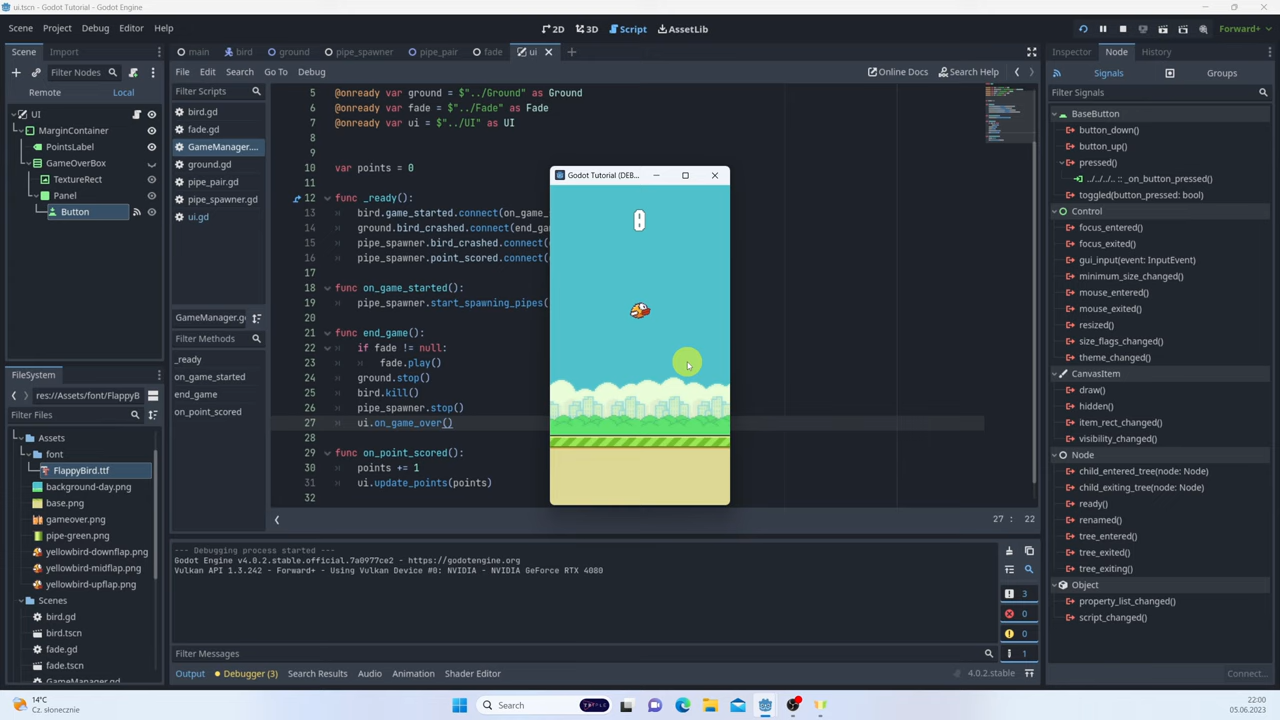 ui.tscn - Godot Tutorial - Godot Engine
Scene Project Debug Editor Help
2D 3D Script AssetLib
Forward+
Scene Import
main bird ground pipe_spawner pipe_pair fade ui
Inspector Node History
Filter Nodes
File Edit Search Go To Debug
Online Docs Search Help
Signals Groups
Remote Local
Filter Scripts
Filter Signals
UI
MarginContainer
PointsLabel
GameOverBox
TextureRect
Panel
Button
bird.gd
fade.gd
GameManager....
ground.gd
pipe_pair.gd
pipe_spawner.gd
ui.gd
GameManager.gd
Filter Methods
_ready
on_game_started
end_game
on_point_scored
5 @onready var ground = $"../Ground" as Ground
6 @onready var fade = $"../Fade" as Fade
7 @onready var ui = $"../UI" as UI
8
9
10 var points = 0
11
12 func _ready():
13 bird.game_started.connect(on_game_
14 ground.bird_crashed.connect(end_gam
15 pipe_spawner.bird_crashed.connect(
16 pipe_spawner.point_scored.connect(
17
18 func on_game_started():
19 pipe_spawner.start_spawning_pipes(
20
21 func end_game():
22 if fade != null:
23 fade.play()
24 ground.stop()
25 bird.kill()
26 pipe_spawner.stop()
27 ui.on_game_over()
28
29 func on_point_scored():
30 points += 1
31 ui.update_points(points)
32
27 : 22
Godot Tutorial (DEB...
0
BaseButton
button_down()
button_up()
pressed()
../../../.. :: _on_button_pressed()
toggled(button_pressed: bool)
Control
focus_entered()
focus_exited()
gui_input(event: InputEvent)
minimum_size_changed()
mouse_entered()
mouse_exited()
resized()
size_flags_changed()
theme_changed()
CanvasItem
draw()
hidden()
item_rect_changed()
visibility_changed()
Node
child_entered_tree(node: Node)
child_exiting_tree(node: Node)
ready()
renamed()
tree_entered()
tree_exited()
tree_exiting()
Object
property_list_changed()
script_changed()
Connect...
FileSystem
res://Assets/font/FlappyB
Filter Files
Assets
font
FlappyBird.ttf
background-day.png
base.png
gameover.png
pipe-green.png
yellowbird-downflap.png
yellowbird-midflap.png
yellowbird-upflap.png
Scenes
bird.gd
bird.tscn
fade.gd
fade.tscn
GameManager.gd
--- Debugging process started ---
Godot Engine v4.0.2.stable.official.7a0977ce2 - https://godotengine.org
Vulkan API 1.3.242 - Forward+ - Using Vulkan Device #0: NVIDIA - NVIDIA GeForce RTX 4080
3
0
0
1
Filter Messages
Output Debugger (3) Search Results Audio Animation Shader Editor
4.0.2.stable
14°C
Cz. słonecznie
Search
22:00
05.06.2023